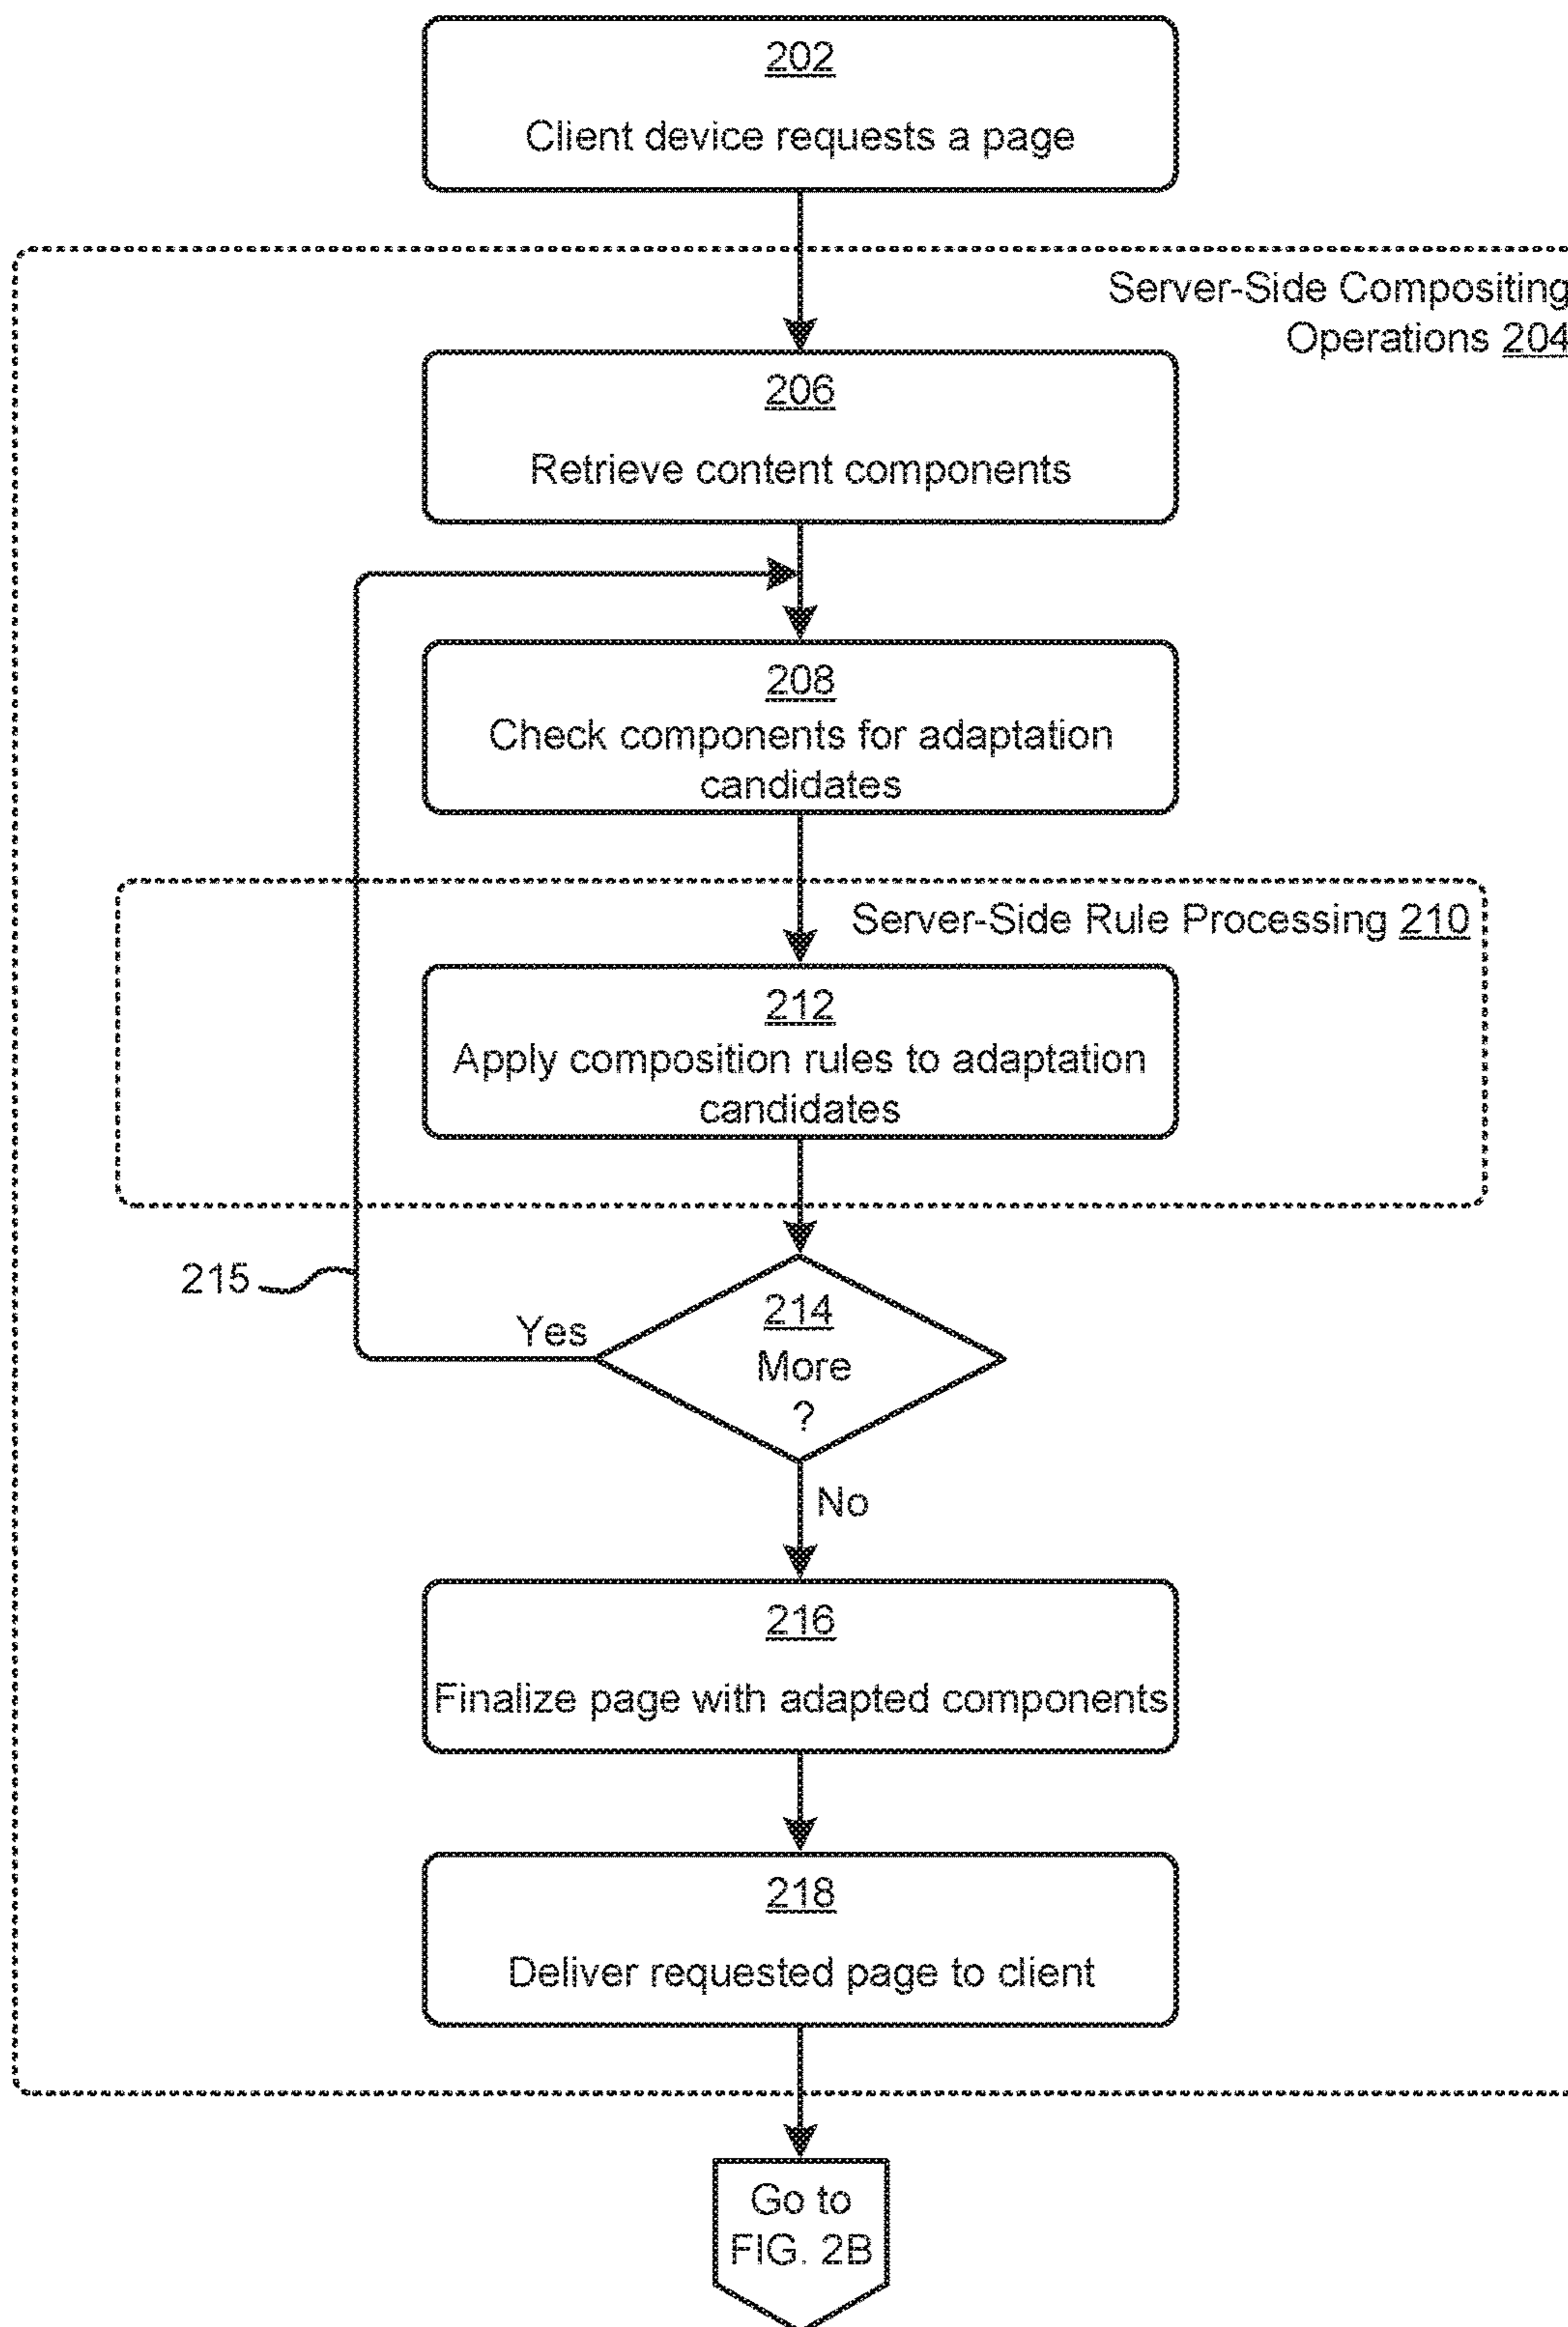 202
Client device requests a page
Server-Side Compositing
Operations 204
206
Retrieve content components
208
Check components for adaptation
candidates
Server-Side Rule Processing 210
212
Apply composition rules to adaptation
candidates
215
Yes
214
More
?
No
216
Finalize page with adapted components
218
Deliver requested page to client
Go to
FIG. 2B